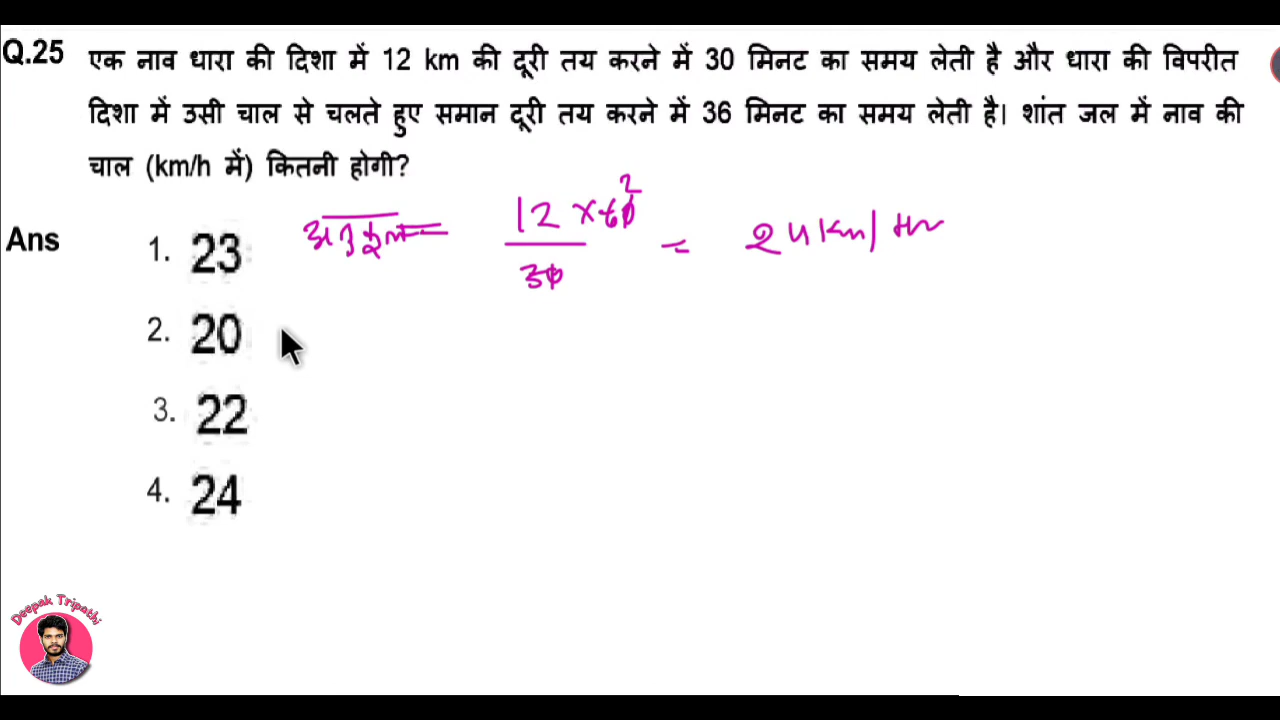 Q.25 एक नाव धारा की दिशा में 12 km की दूरी तय करने में 30 मिनट का समय लेती है और धारा की विपरीत
दिशा में उसी चाल से चलते हुए समान दूरी तय करने में 36 मिनट का समय लेती है। शांत जल में नाव की
चाल (km/h में) कितनी होगी?
Ans 1. 23
2. 20
3. 22
4. 24
अनुकूल 12 × 60 2
30
= 24 Km/Hr
Deepak Tripathi